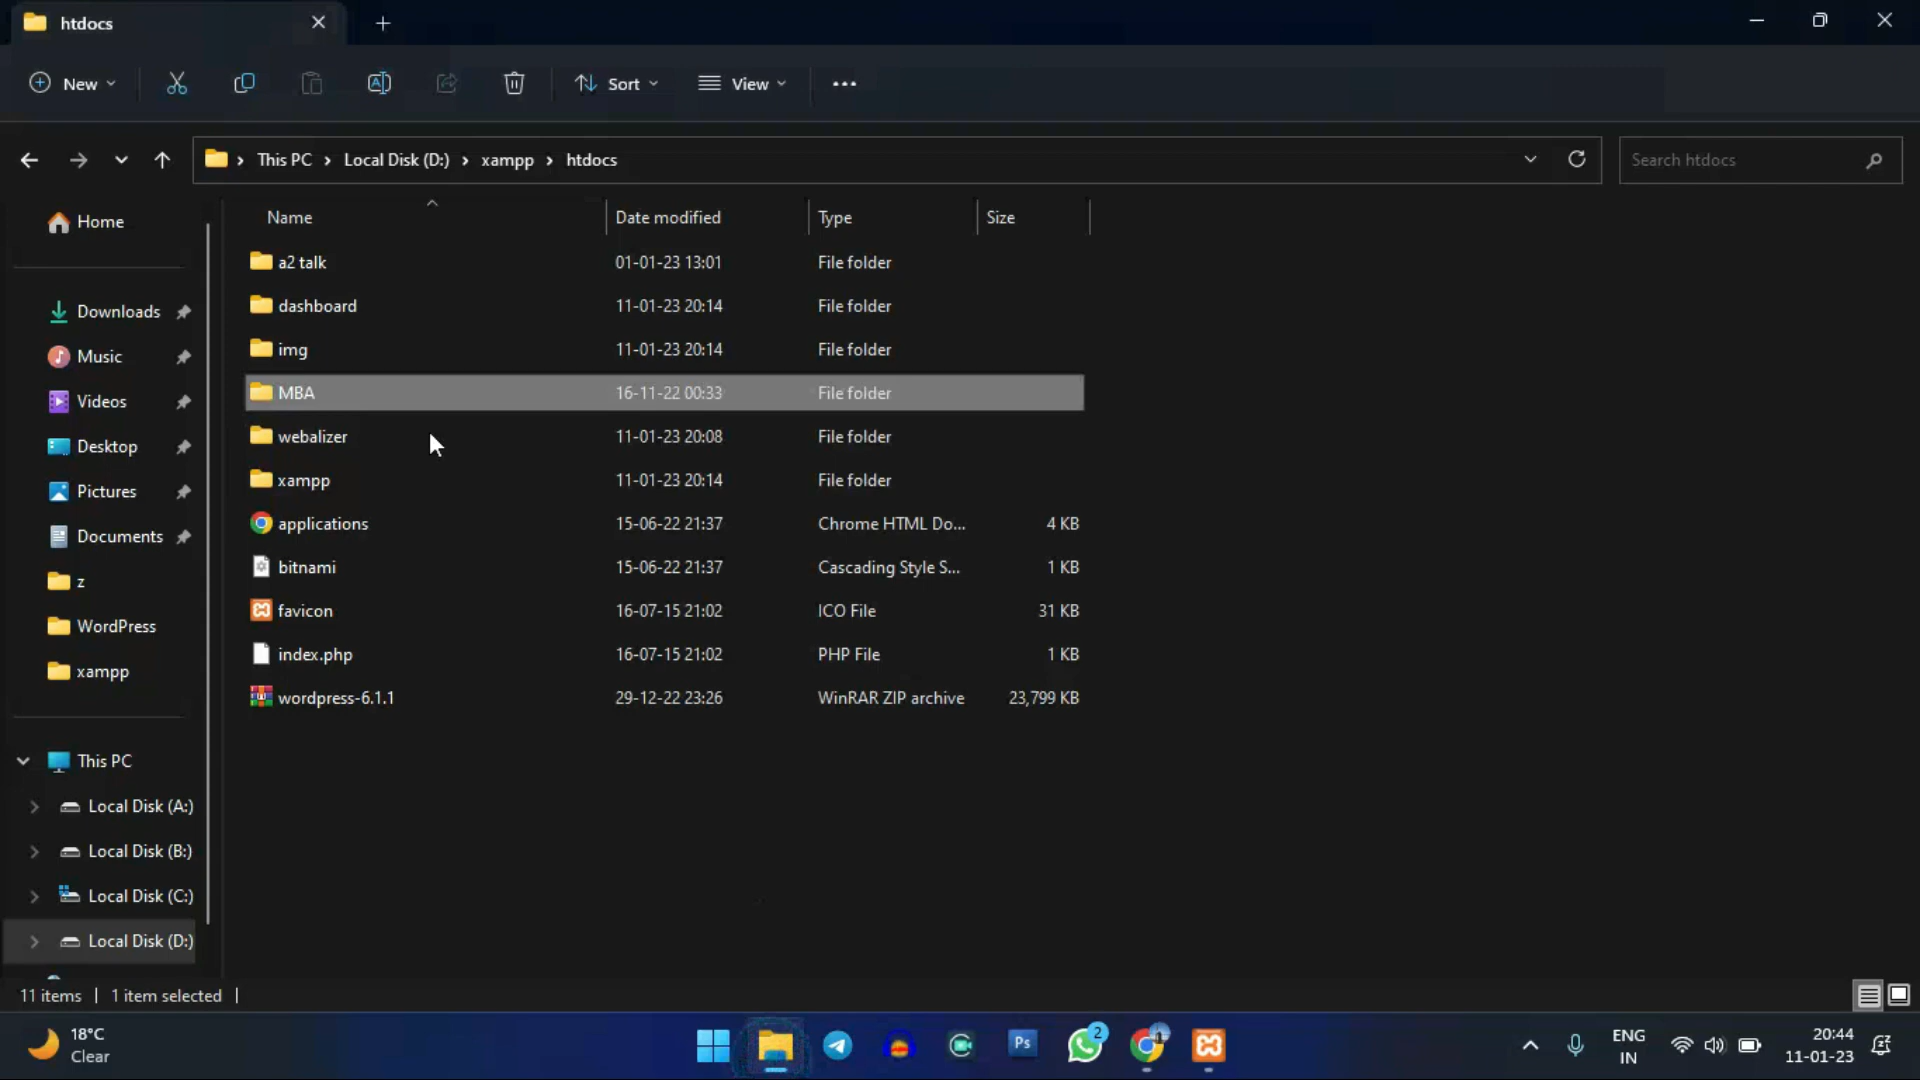 htdocs
New
Sort
View
This PC
Local Disk (D:)
xampp
htdocs
Search htdocs
Home
Downloads
Music
Videos
Desktop
Pictures
Documents
z
WordPress
xampp
This PC
Local Disk (A:)
Local Disk (B:)
Local Disk (C:)
Local Disk (D:)
Name Date modified Type Size
a2 talk 01-01-23 13:01 File folder
dashboard 11-01-23 20:14 File folder
img 11-01-23 20:14 File folder
MBA 16-11-22 00:33 File folder
webalizer 11-01-23 20:08 File folder
xampp 11-01-23 20:14 File folder
applications 15-06-22 21:37 Chrome HTML Do... 4 KB
bitnami 15-06-22 21:37 Cascading Style S... 1 KB
favicon 16-07-15 21:02 ICO File 31 KB
index.php 16-07-15 21:02 PHP File 1 KB
wordpress-6.1.1 29-12-22 23:26 WinRAR ZIP archive 23,799 KB
11 items 1 item selected
18°C
Clear
Ps
2
ENG
IN
20:44
11-01-23